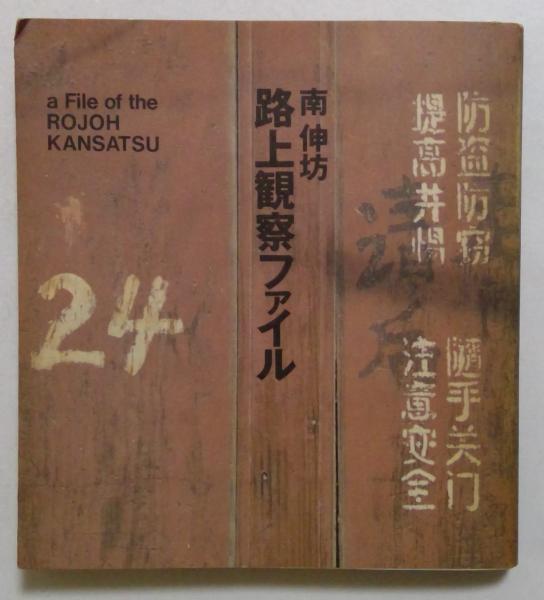 a File of the
ROJOH
KANSATSU
24
南 伸坊
路上観察ファイル
防盗防窃
提高井惕
随手关门
注意安全